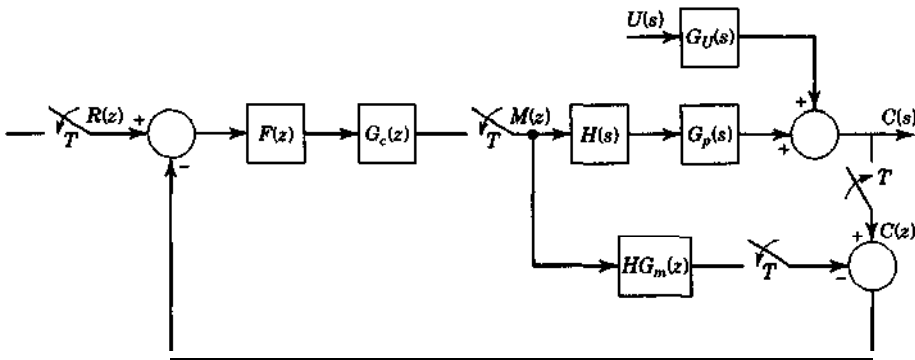 U(s)
G_U(s)
R(z)
+
T
-
F(z)
G_c(z)
T
M(z)
H(s)
G_p(s)
+
+
C(s)
T
HG_m(z)
T
+
C(z)
-